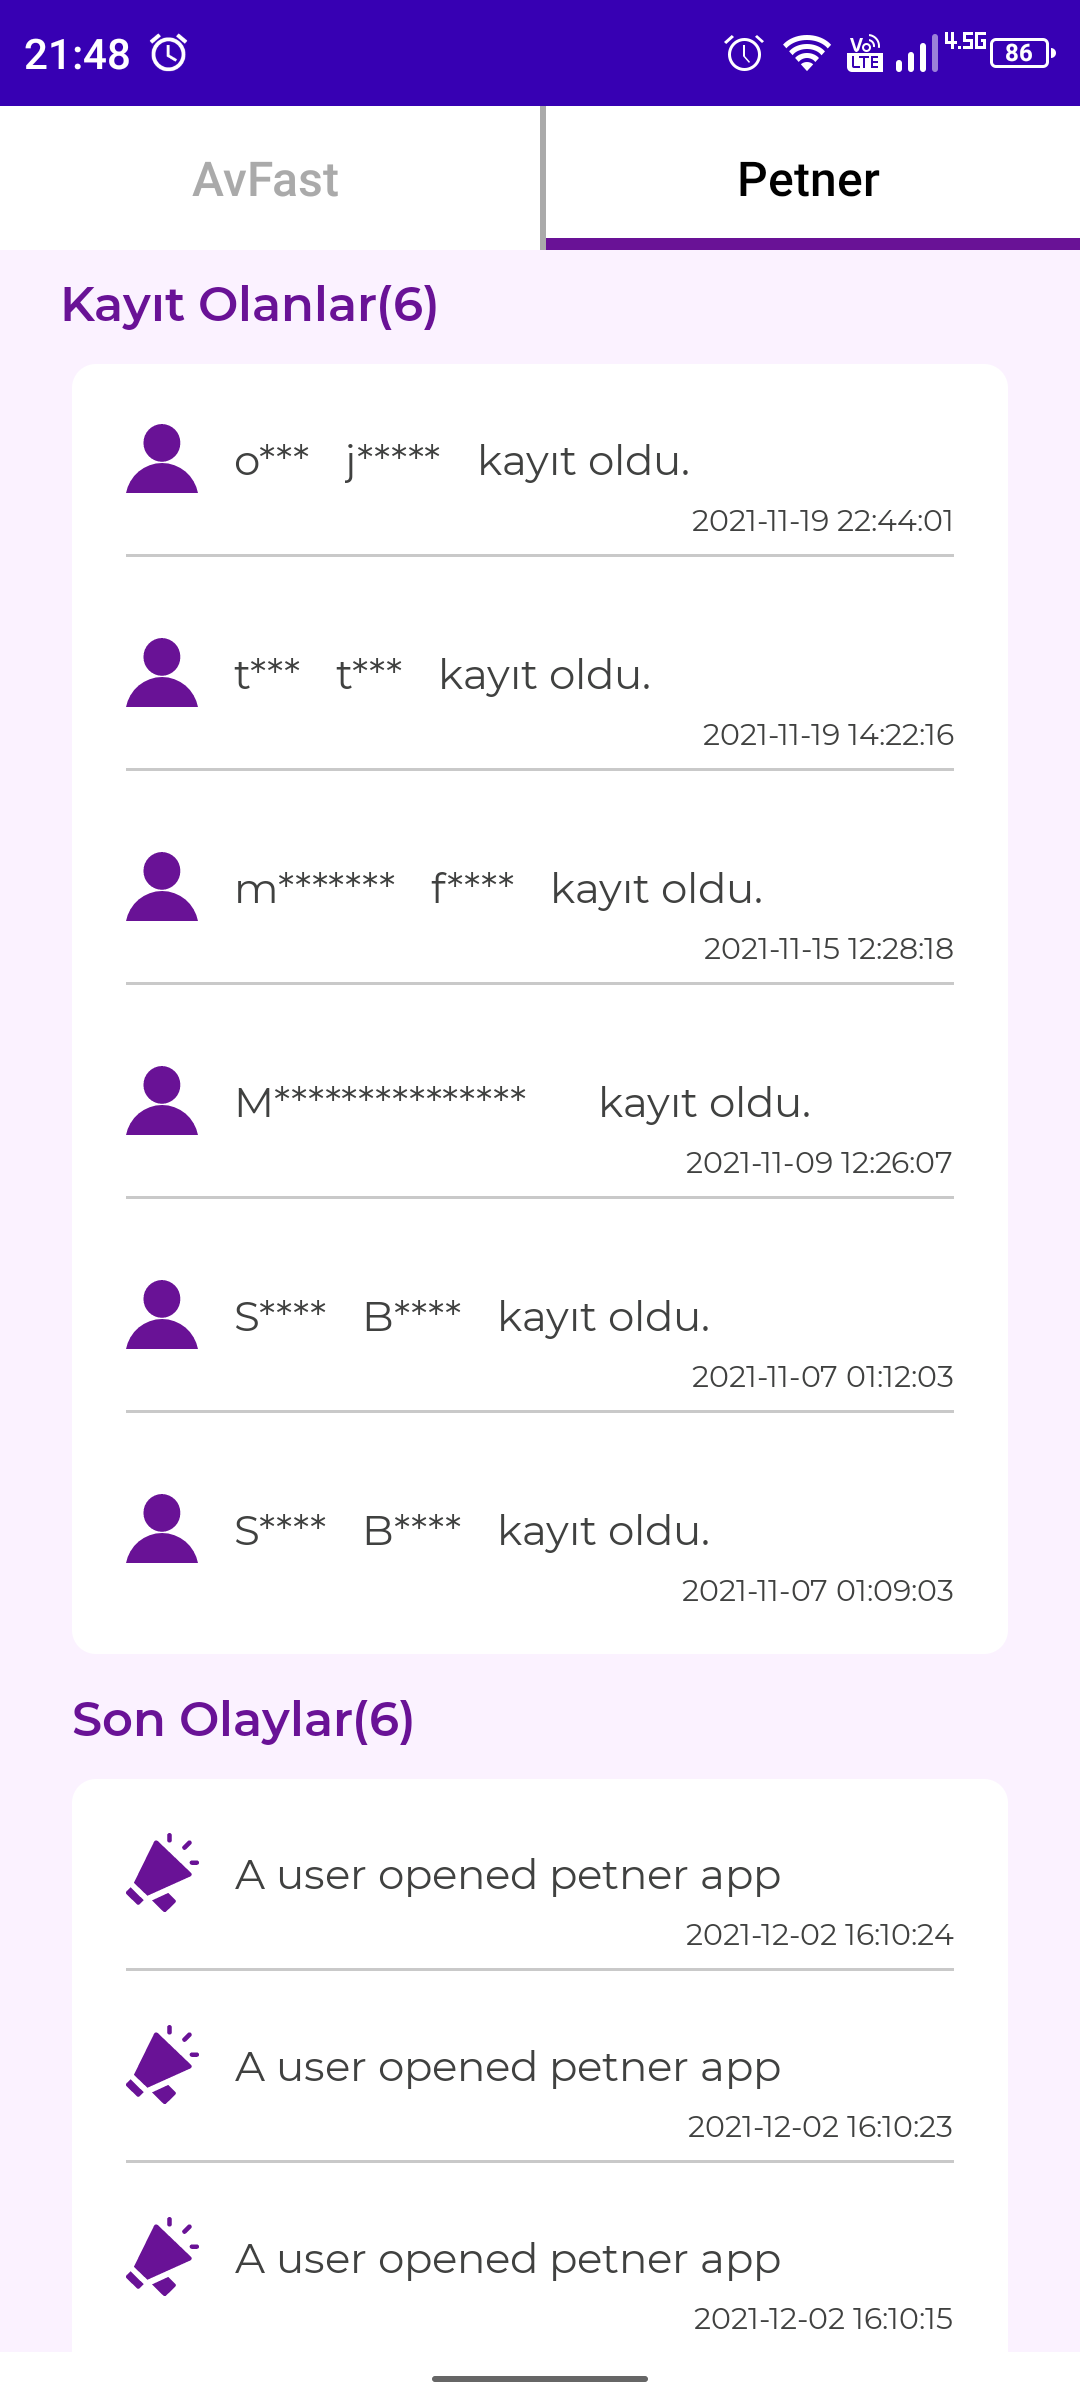 21:48 Vo LTE 4.5G 86
AvFast Petner
Kayıt Olanlar(6)
o*** j***** kayıt oldu.
2021-11-19 22:44:01
t*** t*** kayıt oldu.
2021-11-19 14:22:16
m******* f**** kayıt oldu.
2021-11-15 12:28:18
M*************** kayıt oldu.
2021-11-09 12:26:07
S**** B**** kayıt oldu.
2021-11-07 01:12:03
S**** B**** kayıt oldu.
2021-11-07 01:09:03
Son Olaylar(6)
A user opened petner app
2021-12-02 16:10:24
A user opened petner app
2021-12-02 16:10:23
A user opened petner app
2021-12-02 16:10:15